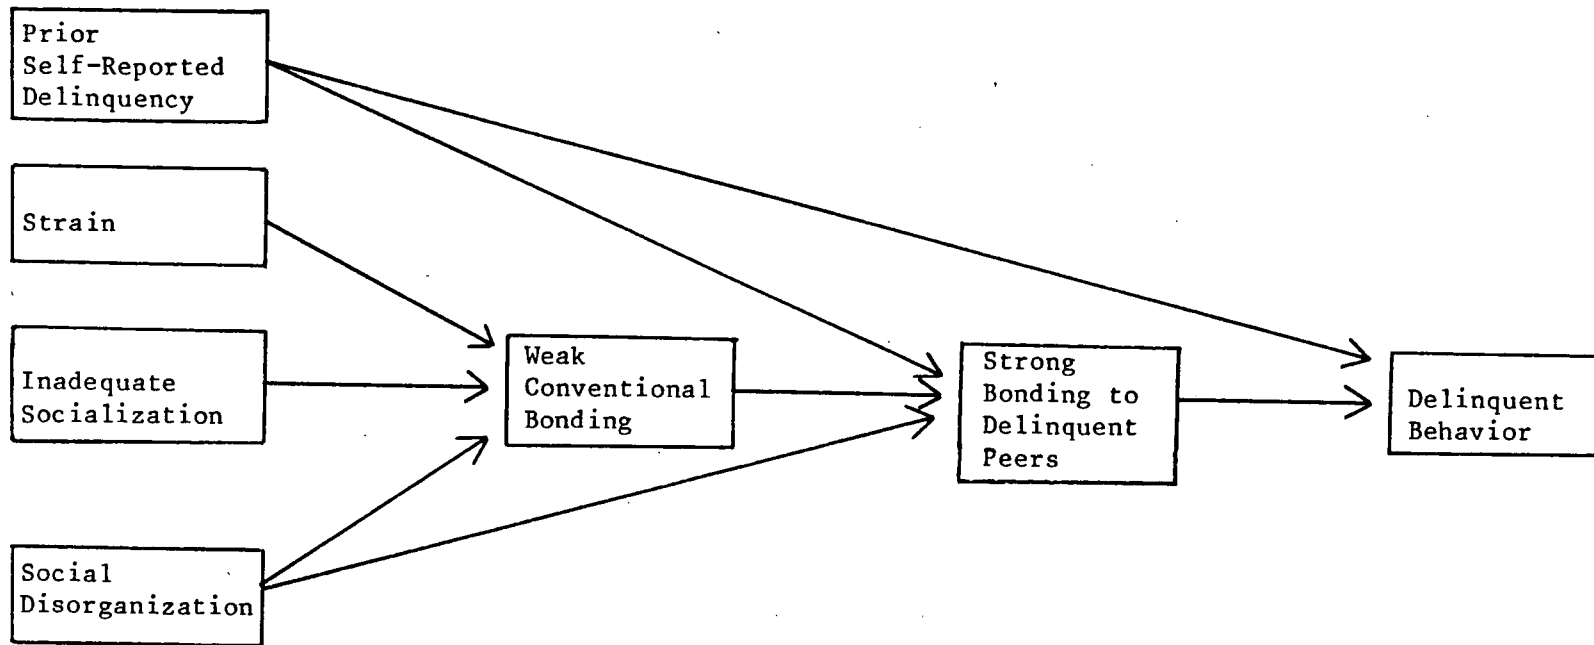 Prior
Self-Reported
Delinquency
Strain
Inadequate
Socialization
Social
Disorganization
Weak
Conventional
Bonding
Strong
Bonding to
Delinquent
Peers
Delinquent
Behavior